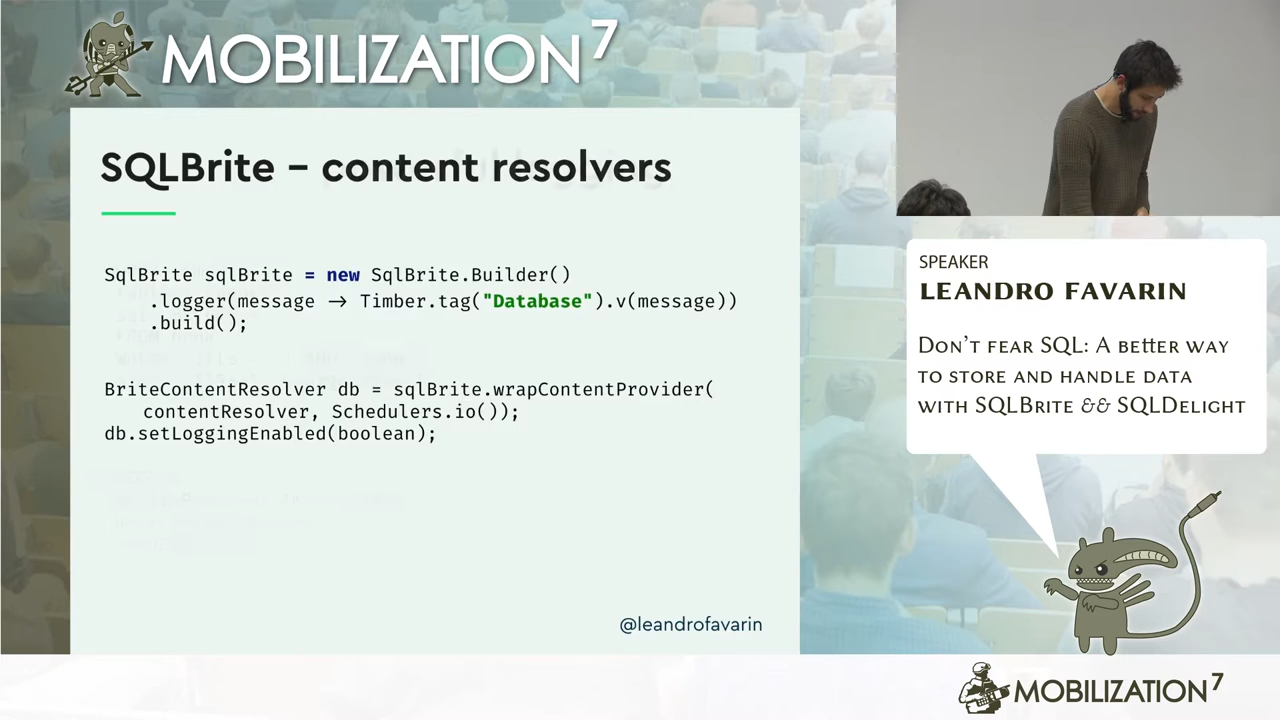 MOBILIZATION 7
SQLBrite – content resolvers
SqlBrite sqlBrite = new SqlBrite.Builder()
.logger(message → Timber.tag("Database").v(message))
.build();
BriteContentResolver db = sqlBrite.wrapContentProvider(
contentResolver, Schedulers.io());
db.setLoggingEnabled(boolean);
@leandrofavarin
SPEAKER
LEANDRO FAVARIN
DON'T FEAR SQL: A BETTER WAY
TO STORE AND HANDLE DATA
WITH SQLBRITE && SQLDELIGHT
MOBILIZATION 7